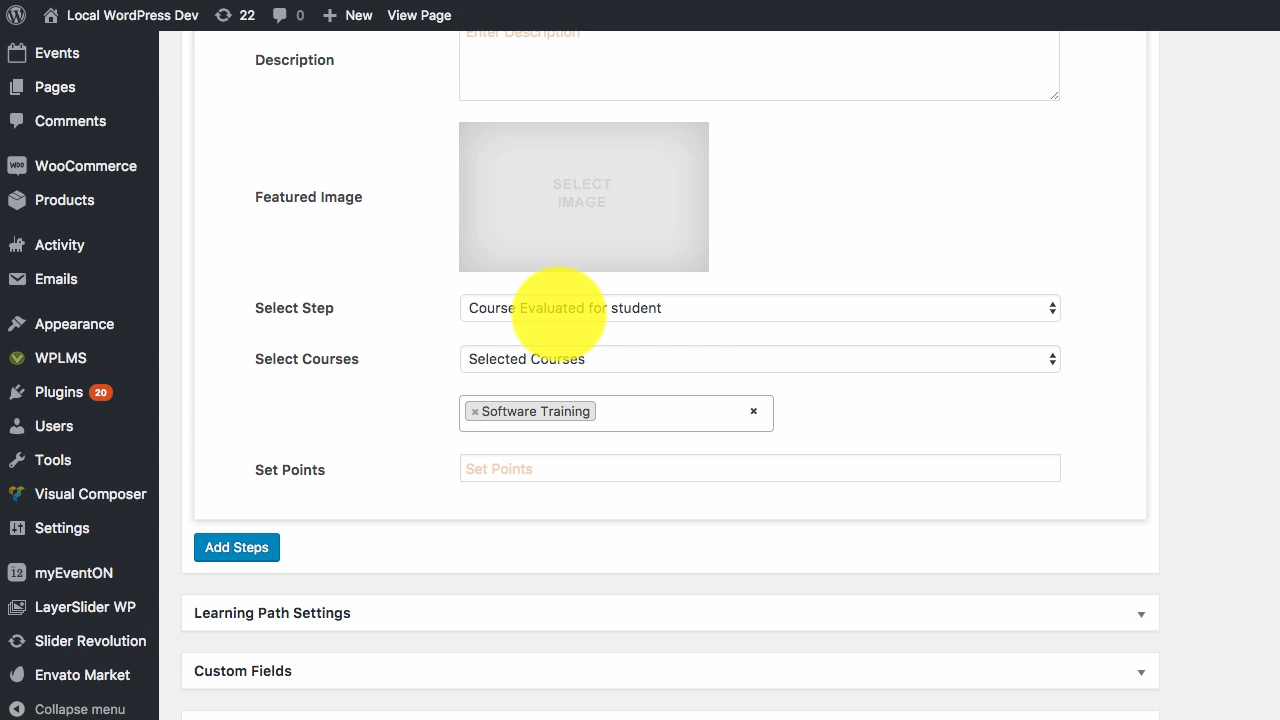 Local WordPress Dev 22 0 New View Page
Events
Pages
Comments
WooCommerce
Products
Activity
Emails
Appearance
WPLMS
Plugins 20
Users
Tools
Visual Composer
Settings
12 myEventON
LayerSlider WP
Slider Revolution
Envato Market
Collapse menu
Enter Description
Description
Featured Image
SELECT
IMAGE
Select Step
Course Evaluated for student
Select Courses
Selected Courses
× Software Training ×
Set Points
Set Points
Add Steps
Learning Path Settings
Custom Fields